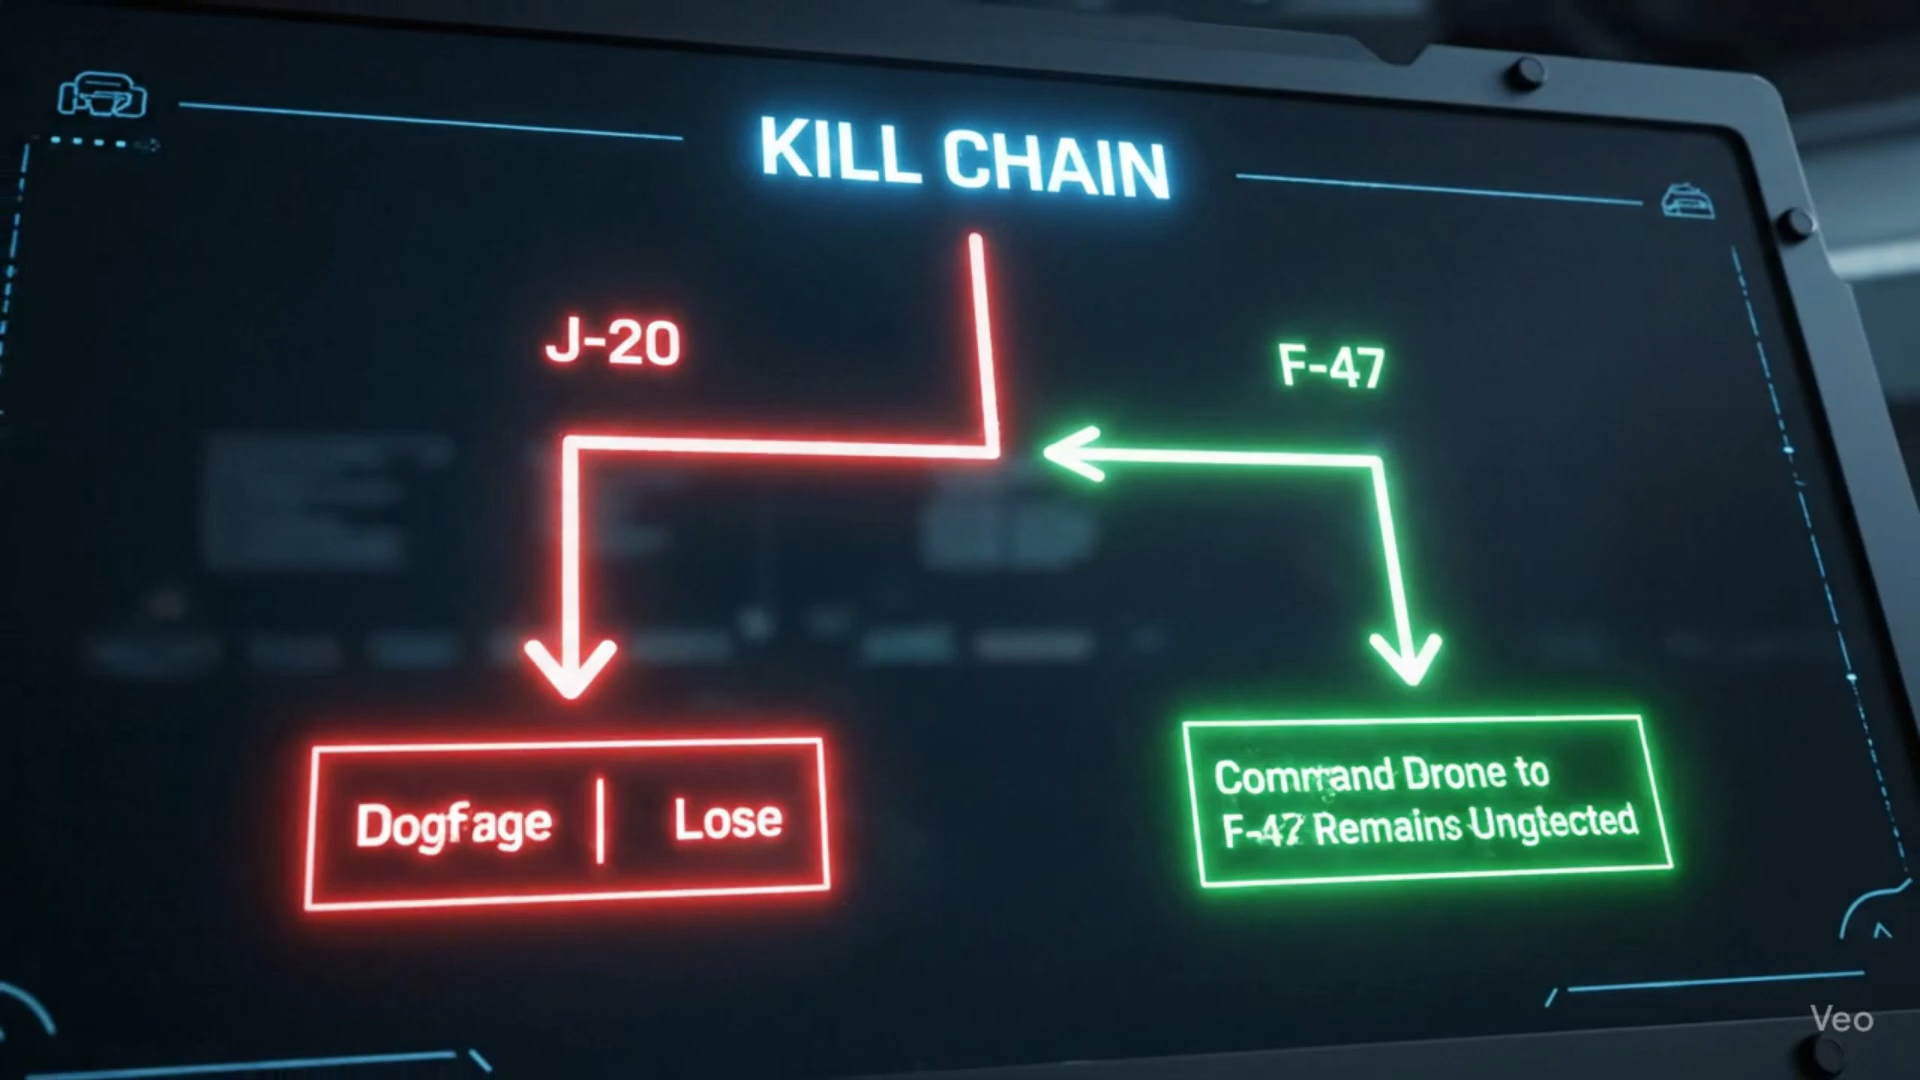 KILL CHAIN
J-20
F-47
Dogfage | Lose
Command Drone to
F-47 Remains Ungtected
Veo